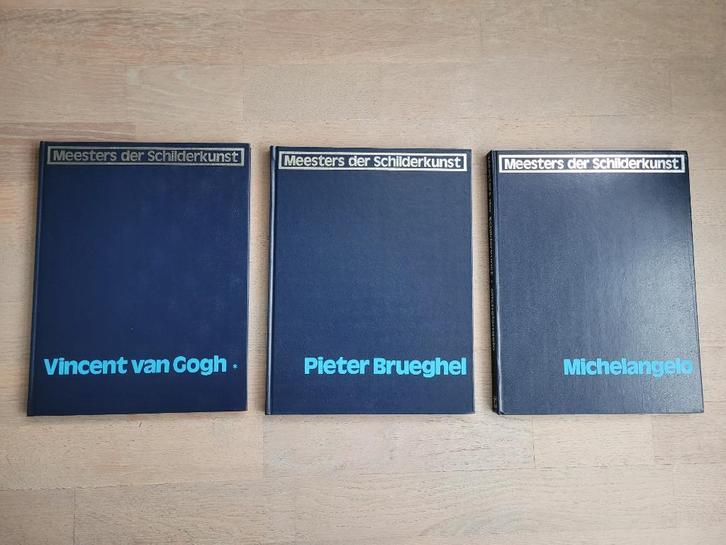 Meesters der Schilderkunst
Vincent van Gogh *
Meesters der Schilderkunst
Pieter Brueghel
Meesters der Schilderkunst
Michelangelo